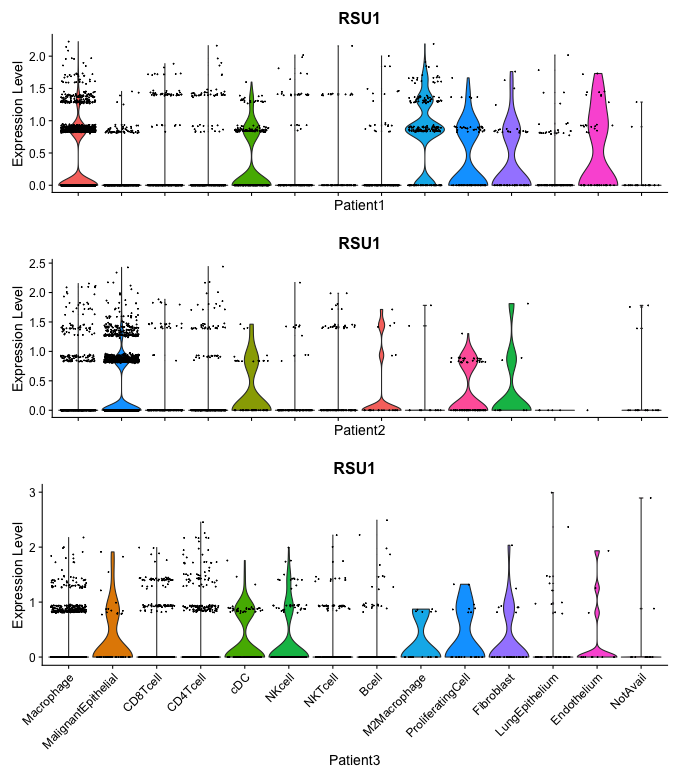 RSU1
Expression Level
2.0
1.5
1.0
0.5
0.0
Patient1
RSU1
Expression Level
2.5
2.0
1.5
1.0
0.5
0.0
Patient2
RSU1
Expression Level
3
2
1
0
Macrophage
MalignantEpithelial
CD8Tcell
CD4Tcell
cDC
NKcell
NKTcell
Bcell
M2Macrophage
ProliferatingCell
Fibroblast
LungEpithelium
Endothelium
NotAvail
Patient3